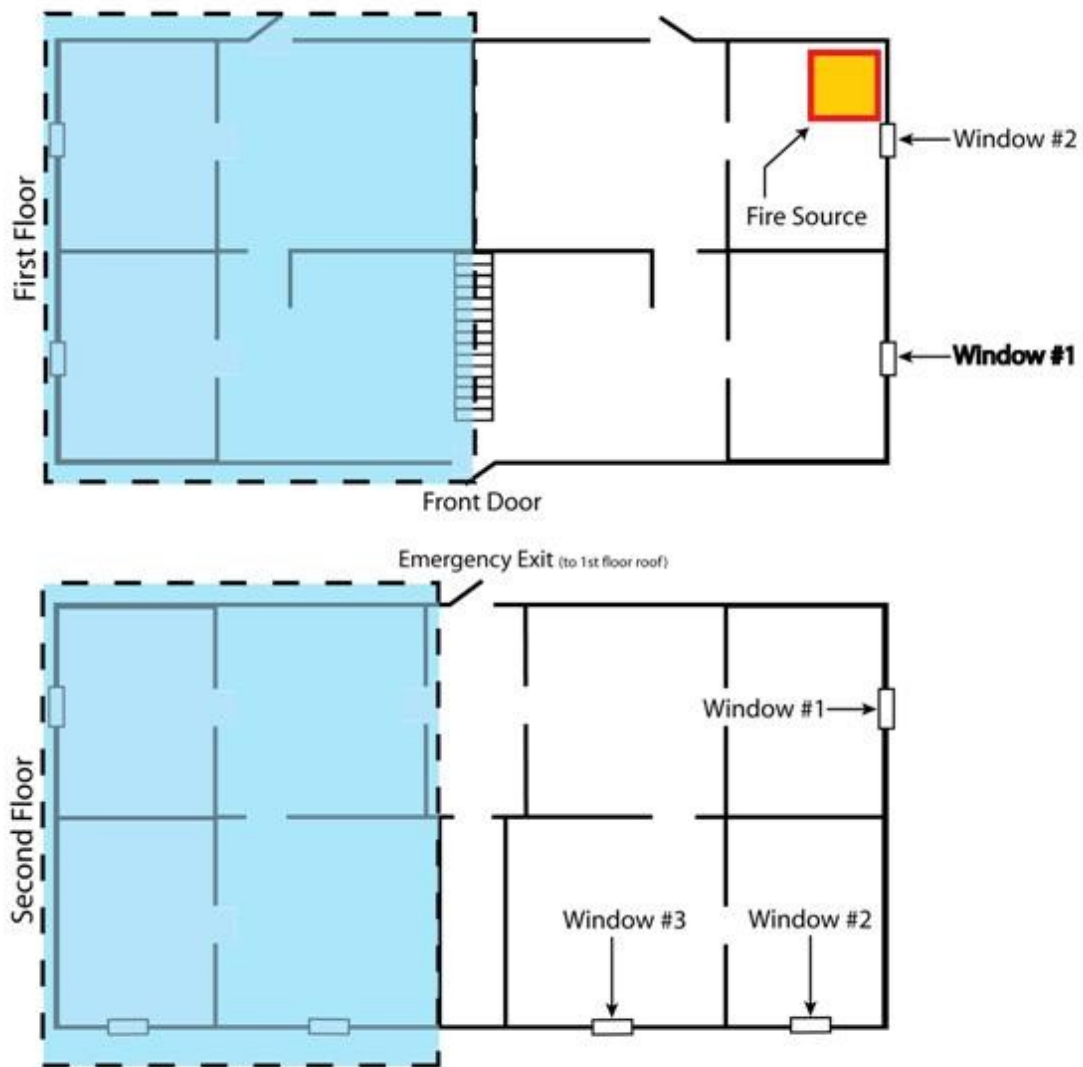 First Floor
Window #2
Fire Source
Window #1
Front Door
Emergency Exit (to 1st floor roof)
Second Floor
Window #1
Window #3
Window #2